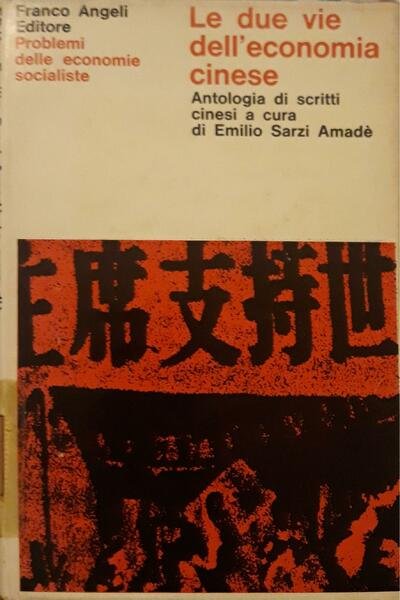 Franco Angeli
Editore
Problemi
delle economie
socialiste
Le due vie
dell'economia
cinese
Antologia di scritti
cinesi a cura
di Emilio Sarzi Amadè
主席支持世